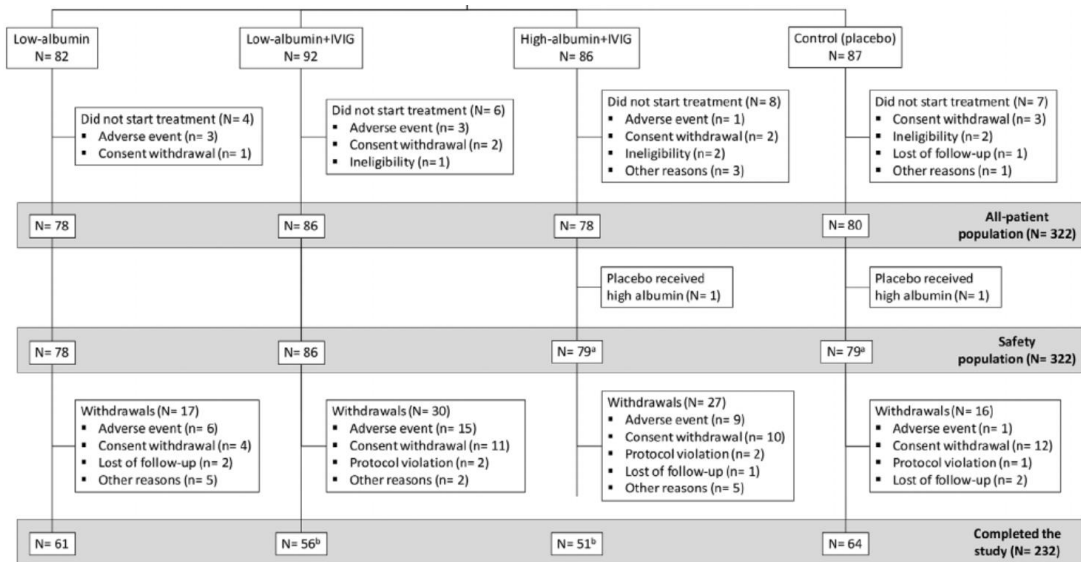 Low-albumin
N= 82
Low-albumin+IVIG
N= 92
High-albumin+IVIG
N= 86
Control (placebo)
N= 87
Did not start treatment (N= 4)
▪ Adverse event (n= 3)
▪ Consent withdrawal (n= 1)
Did not start treatment (N= 6)
▪ Adverse event (n= 3)
▪ Consent withdrawal (n= 2)
▪ Ineligibility (n= 1)
Did not start treatment (N= 8)
▪ Adverse event (n= 1)
▪ Consent withdrawal (n= 2)
▪ Ineligibility (n=2)
▪ Other reasons (n= 3)
Did not start treatment (N= 7)
▪ Consent withdrawal (n= 3)
▪ Ineligibility (n= 2)
▪ Lost of follow-up (n= 1)
▪ Other reasons (n= 1)
N= 78
N= 86
N= 78
N= 80
All-patient
population (N= 322)
Placebo received
high albumin (N= 1)
Placebo received
high albumin (N= 1)
N= 78
N= 86
N= 79ᵃ
N= 79ᵃ
Safety
population (N= 322)
Withdrawals (N= 17)
▪ Adverse event (n= 6)
▪ Consent withdrawal (n= 4)
▪ Lost of follow-up (n= 2)
▪ Other reasons (n= 5)
Withdrawals (N= 30)
▪ Adverse event (n= 15)
▪ Consent withdrawal (n= 11)
▪ Protocol violation (n= 2)
▪ Other reasons (n= 2)
Withdrawals (N= 27)
▪ Adverse event (n= 9)
▪ Consent withdrawal (n= 10)
▪ Protocol violation (n= 2)
▪ Lost of follow-up (n= 1)
▪ Other reasons (n= 5)
Withdrawals (N= 16)
▪ Adverse event (n= 1)
▪ Consent withdrawal (n= 12)
▪ Protocol violation (n= 1)
▪ Lost of follow-up (n= 2)
N= 61
N= 56ᵇ
N= 51ᵇ
N= 64
Completed the
study (N= 232)